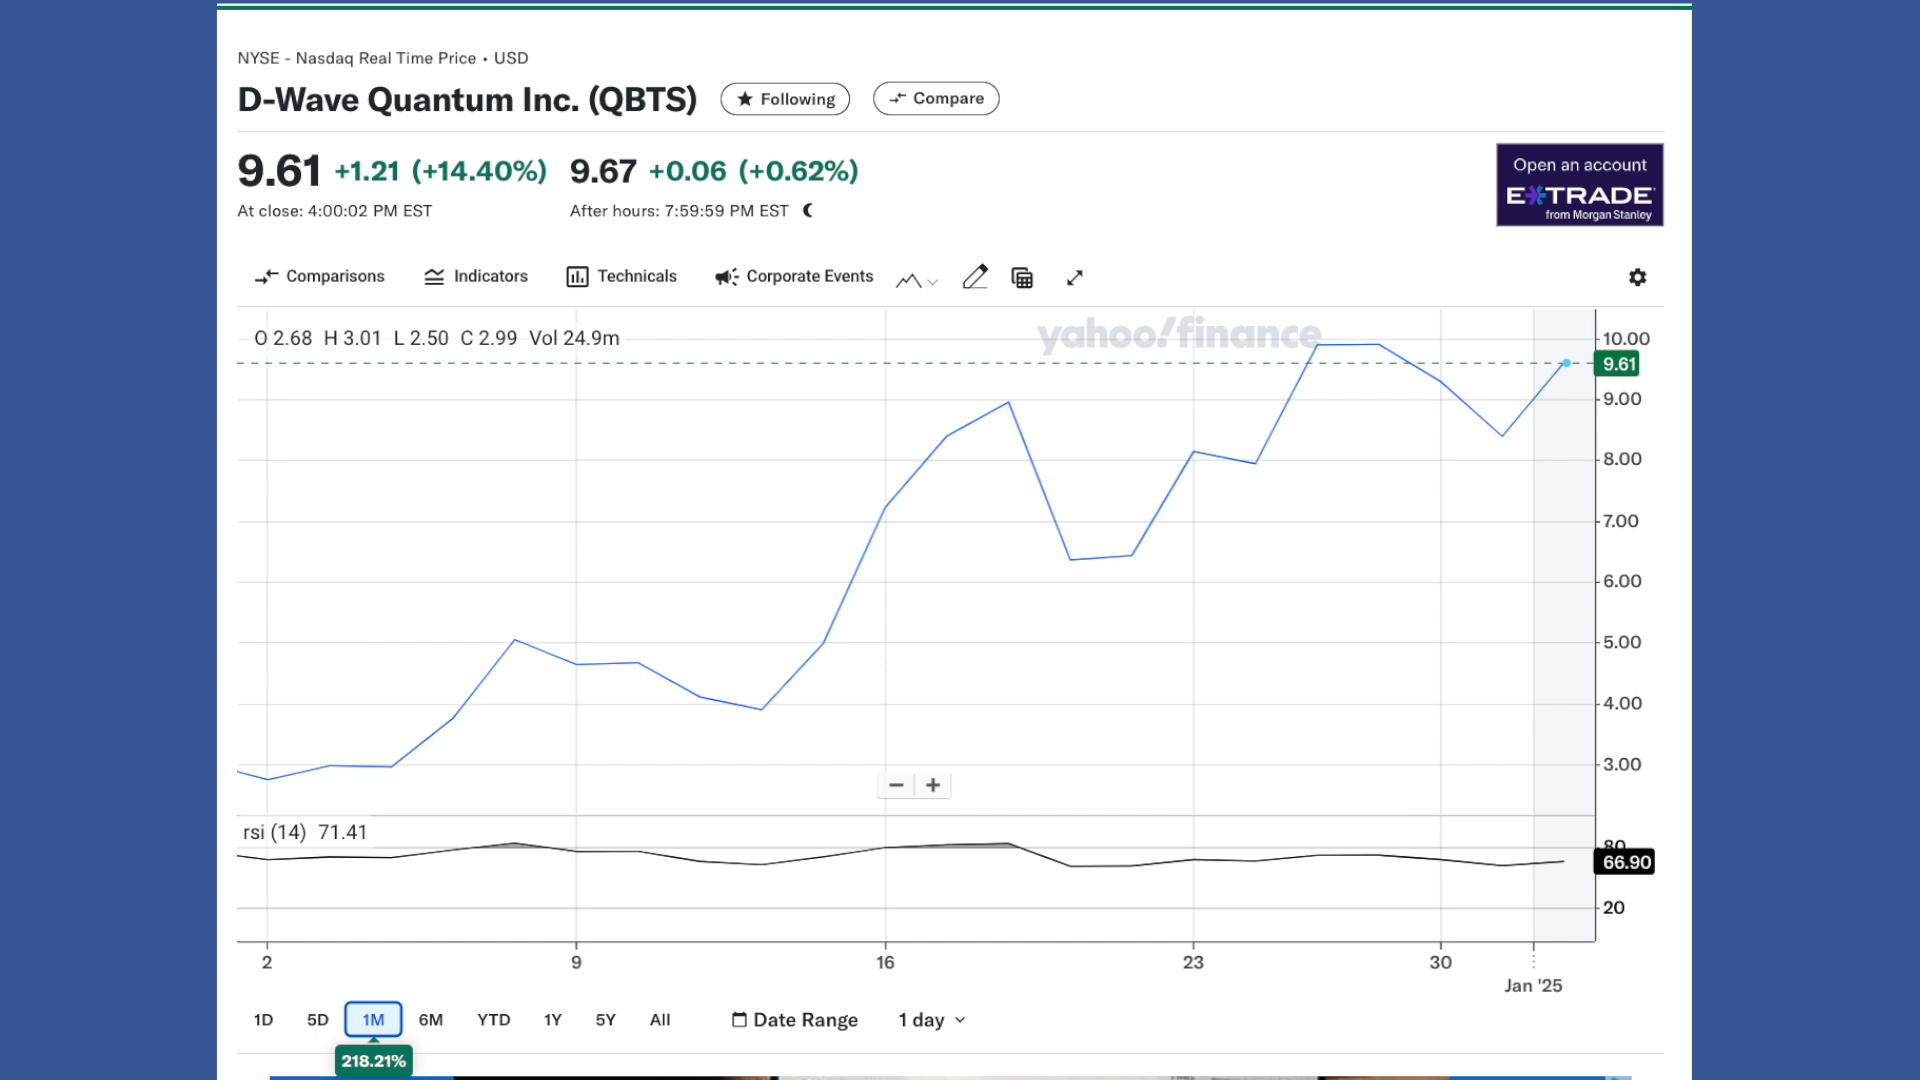 NYSE - Nasdaq Real Time Price • USD
D-Wave Quantum Inc. (QBTS)
Following
Compare
9.61 +1.21 (+14.40%) 9.67 +0.06 (+0.62%)
At close: 4:00:02 PM EST After hours: 7:59:59 PM EST
Open an account
E*TRADE
from Morgan Stanley
Comparisons Indicators Technicals Corporate Events
O 2.68 H 3.01 L 2.50 C 2.99 Vol 24.9m
yahoo!finance
10.00
9.61
9.00
8.00
7.00
6.00
5.00
4.00
3.00
rsi (14) 71.41
80
66.90
20
2 9 16 23 30
Jan '25
1D 5D 1M 6M YTD 1Y 5Y All Date Range 1 day
218.21%